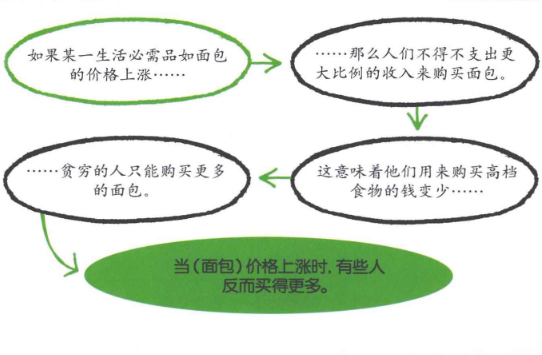 如果某一生活必需品如面包
的价格上涨……
……那么人们不得不支出更
大比例的收入来购买面包。
这意味着他们用来购买高档
食物的钱变少……
……贫穷的人只能购买更多
的面包。
当(面包)价格上涨时,有些人
反而买得更多。